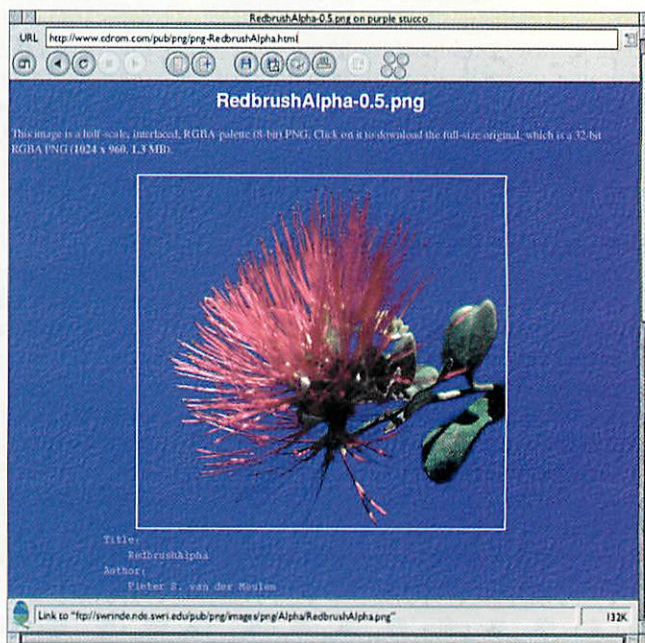 RedbrushAlpha-0.5.png on purple stucco
URL http://www.cdrom.com/pub/png/png-RedbrushAlpha.html
RedbrushAlpha-0.5.png
This image is a half-scale, interlaced, RGBA-palette (8-bit) PNG. Click on it to download the full-size original, which is a 32-bit
RGBA PNG (1024 x 960, 1.3 MB).
Title:
RedbrushAlpha
Author:
Pieter S. van der Meulen
Link to "ftp://swrinde.nde.swri.edu/pub/png/images/png/Alpha/RedbrushAlpha.png" 132K